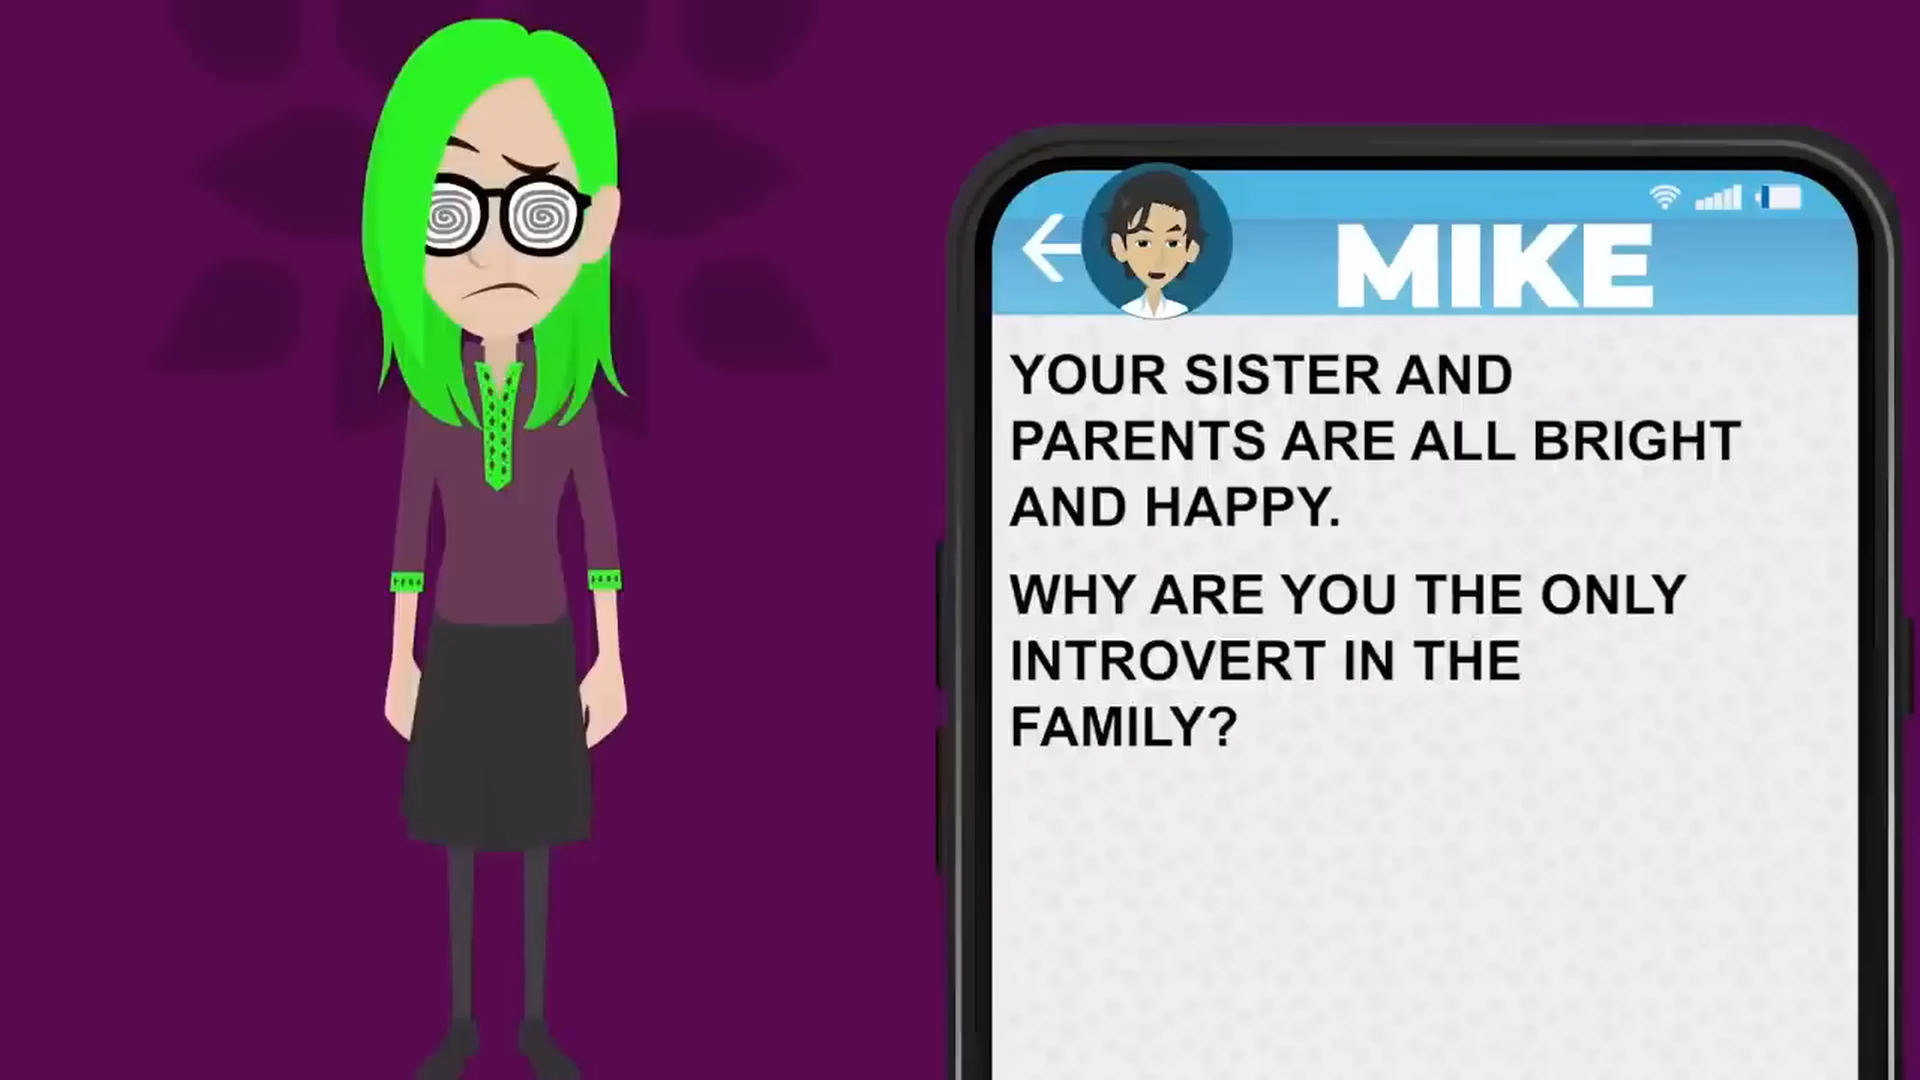 MIKE
YOUR SISTER AND
PARENTS ARE ALL BRIGHT
AND HAPPY.
WHY ARE YOU THE ONLY
INTROVERT IN THE
FAMILY?